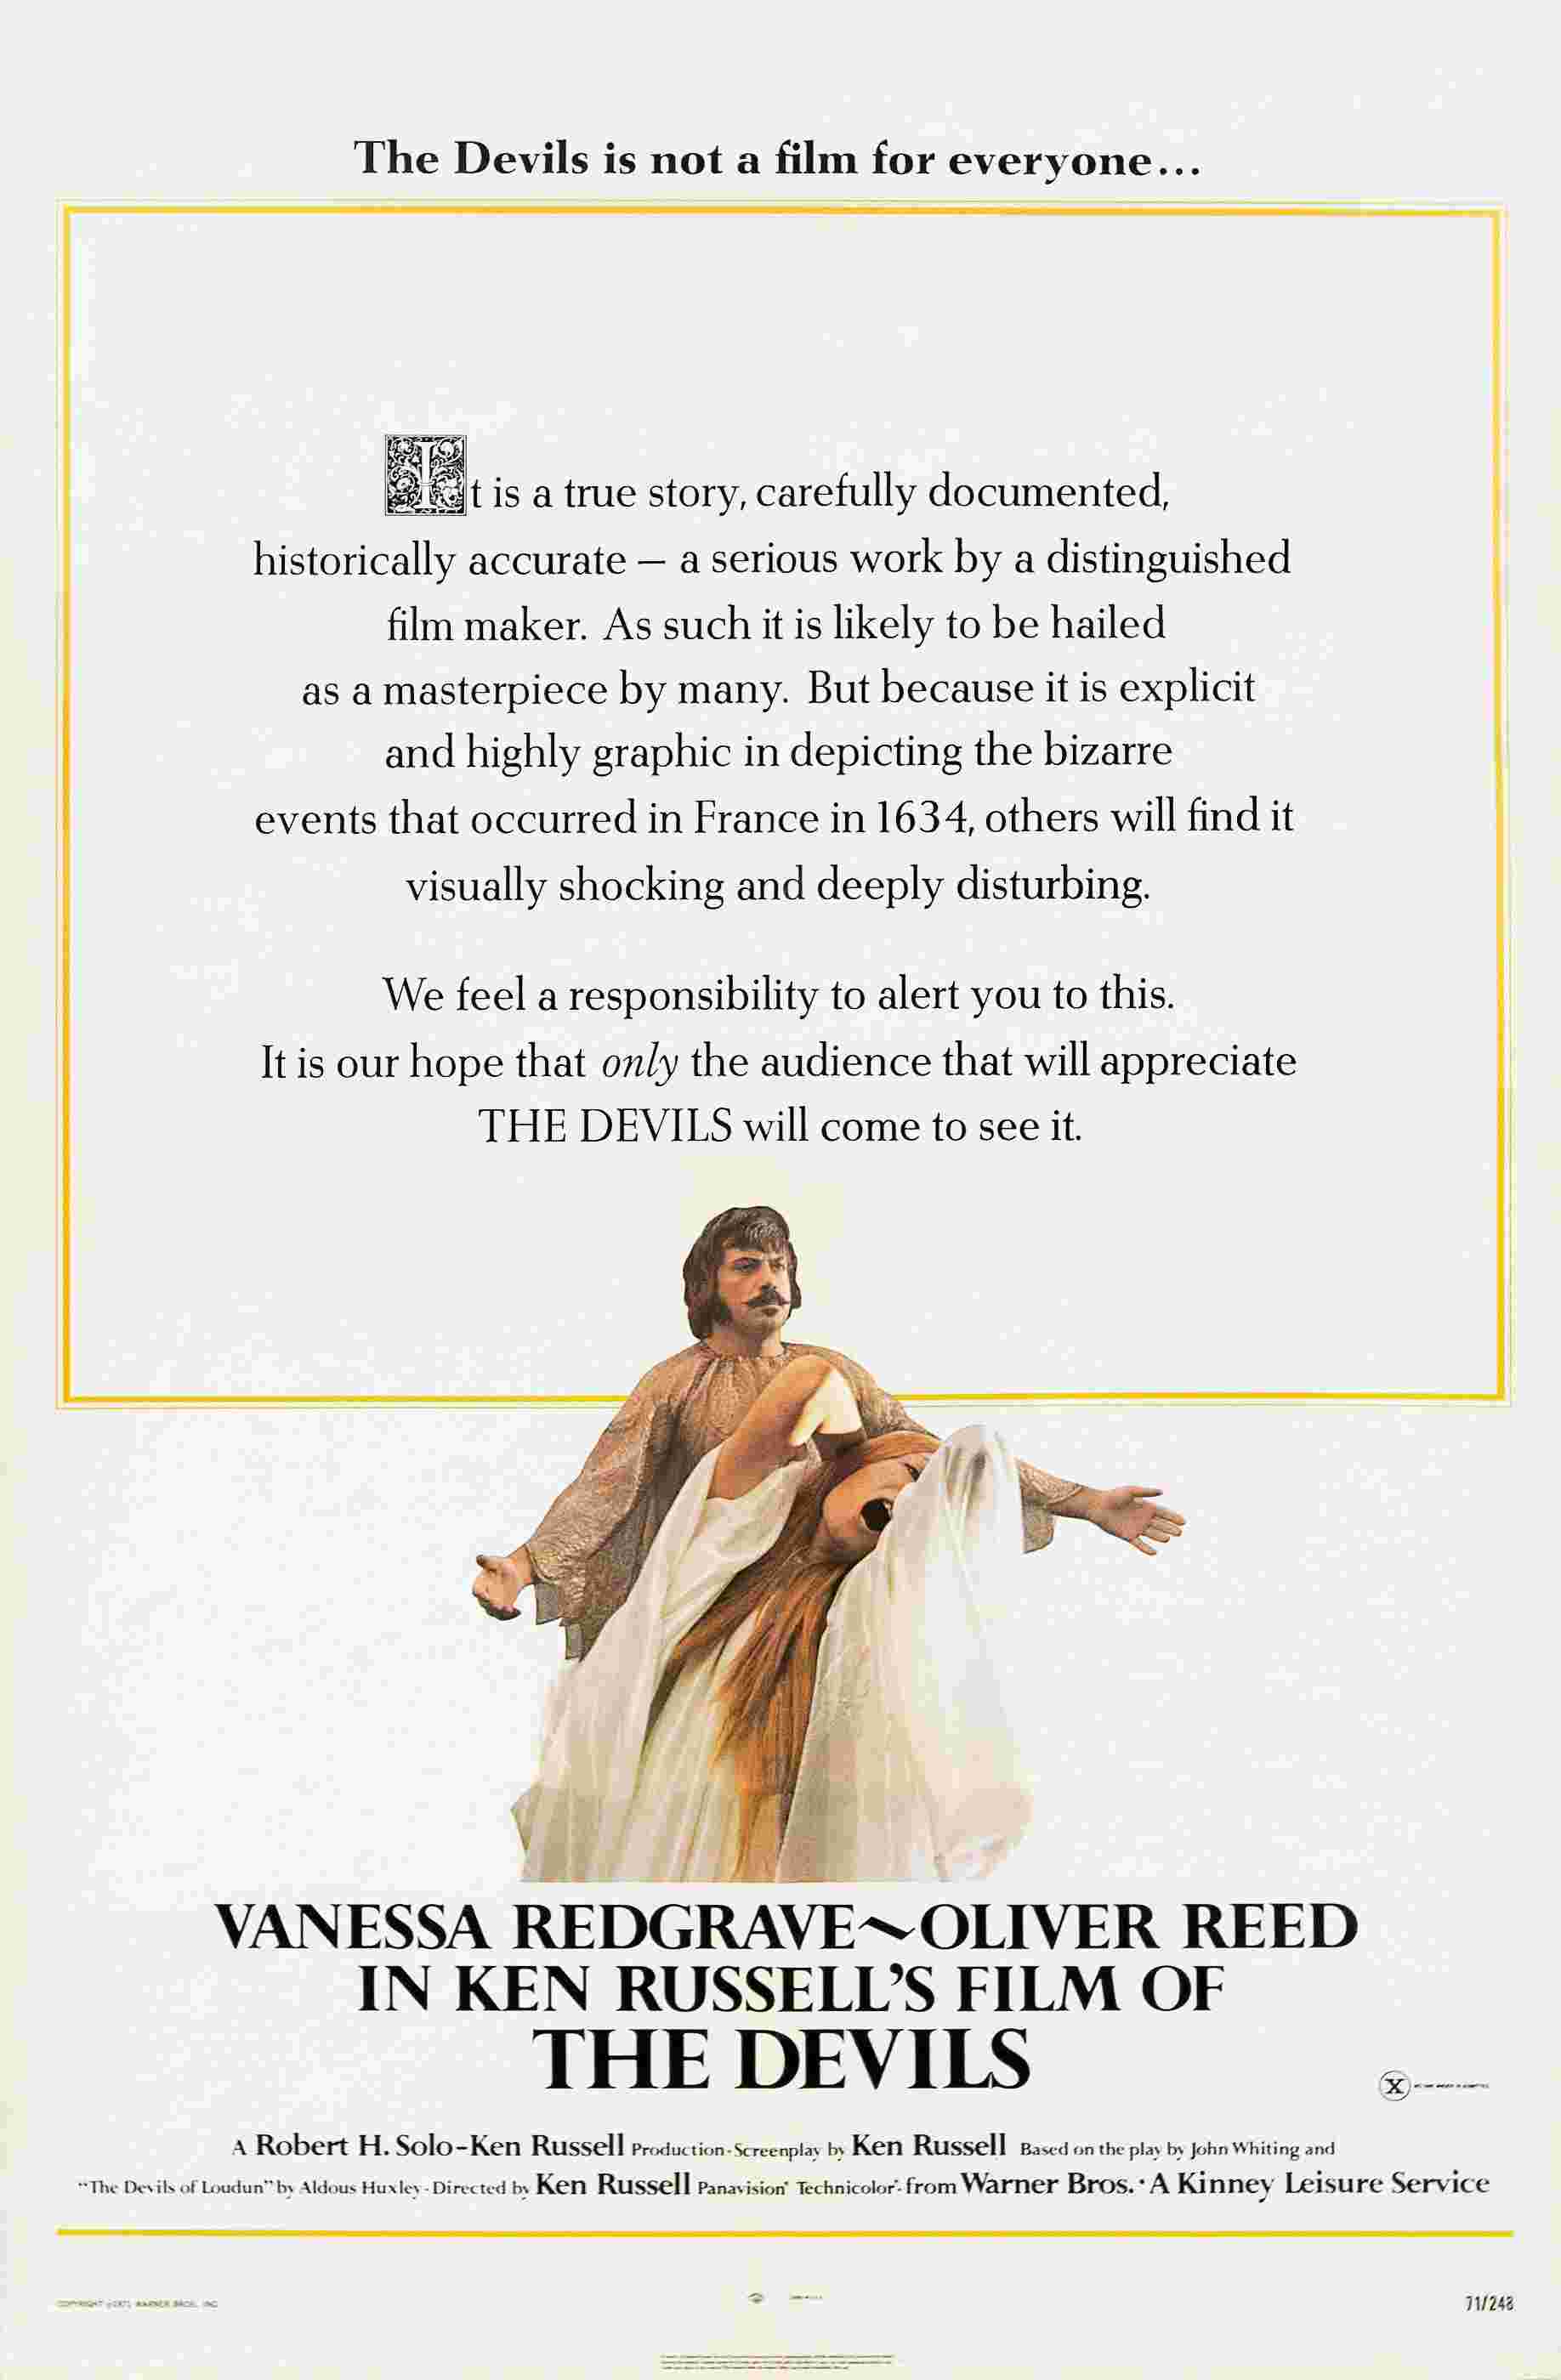 The Devils is not a film for everyone...
It is a true story, carefully documented,
historically accurate — a serious work by a distinguished
film maker. As such it is likely to be hailed
as a masterpiece by many. But because it is explicit
and highly graphic in depicting the bizarre
events that occurred in France in 1634, others will find it
visually shocking and deeply disturbing.
We feel a responsibility to alert you to this.
It is our hope that only the audience that will appreciate
THE DEVILS will come to see it.
VANESSA REDGRAVE~OLIVER REED
IN KEN RUSSELL'S FILM OF
THE DEVILS
X
A Robert H. Solo-Ken Russell Production-Screenplay by Ken Russell Based on the play by John Whiting and
"The Devils of Loudun" by Aldous Huxley-Directed by Ken Russell Panavision® Technicolor® from Warner Bros.·A Kinney Leisure Service
COPYRIGHT ©1971 WARNER BROS. INC.
71/248